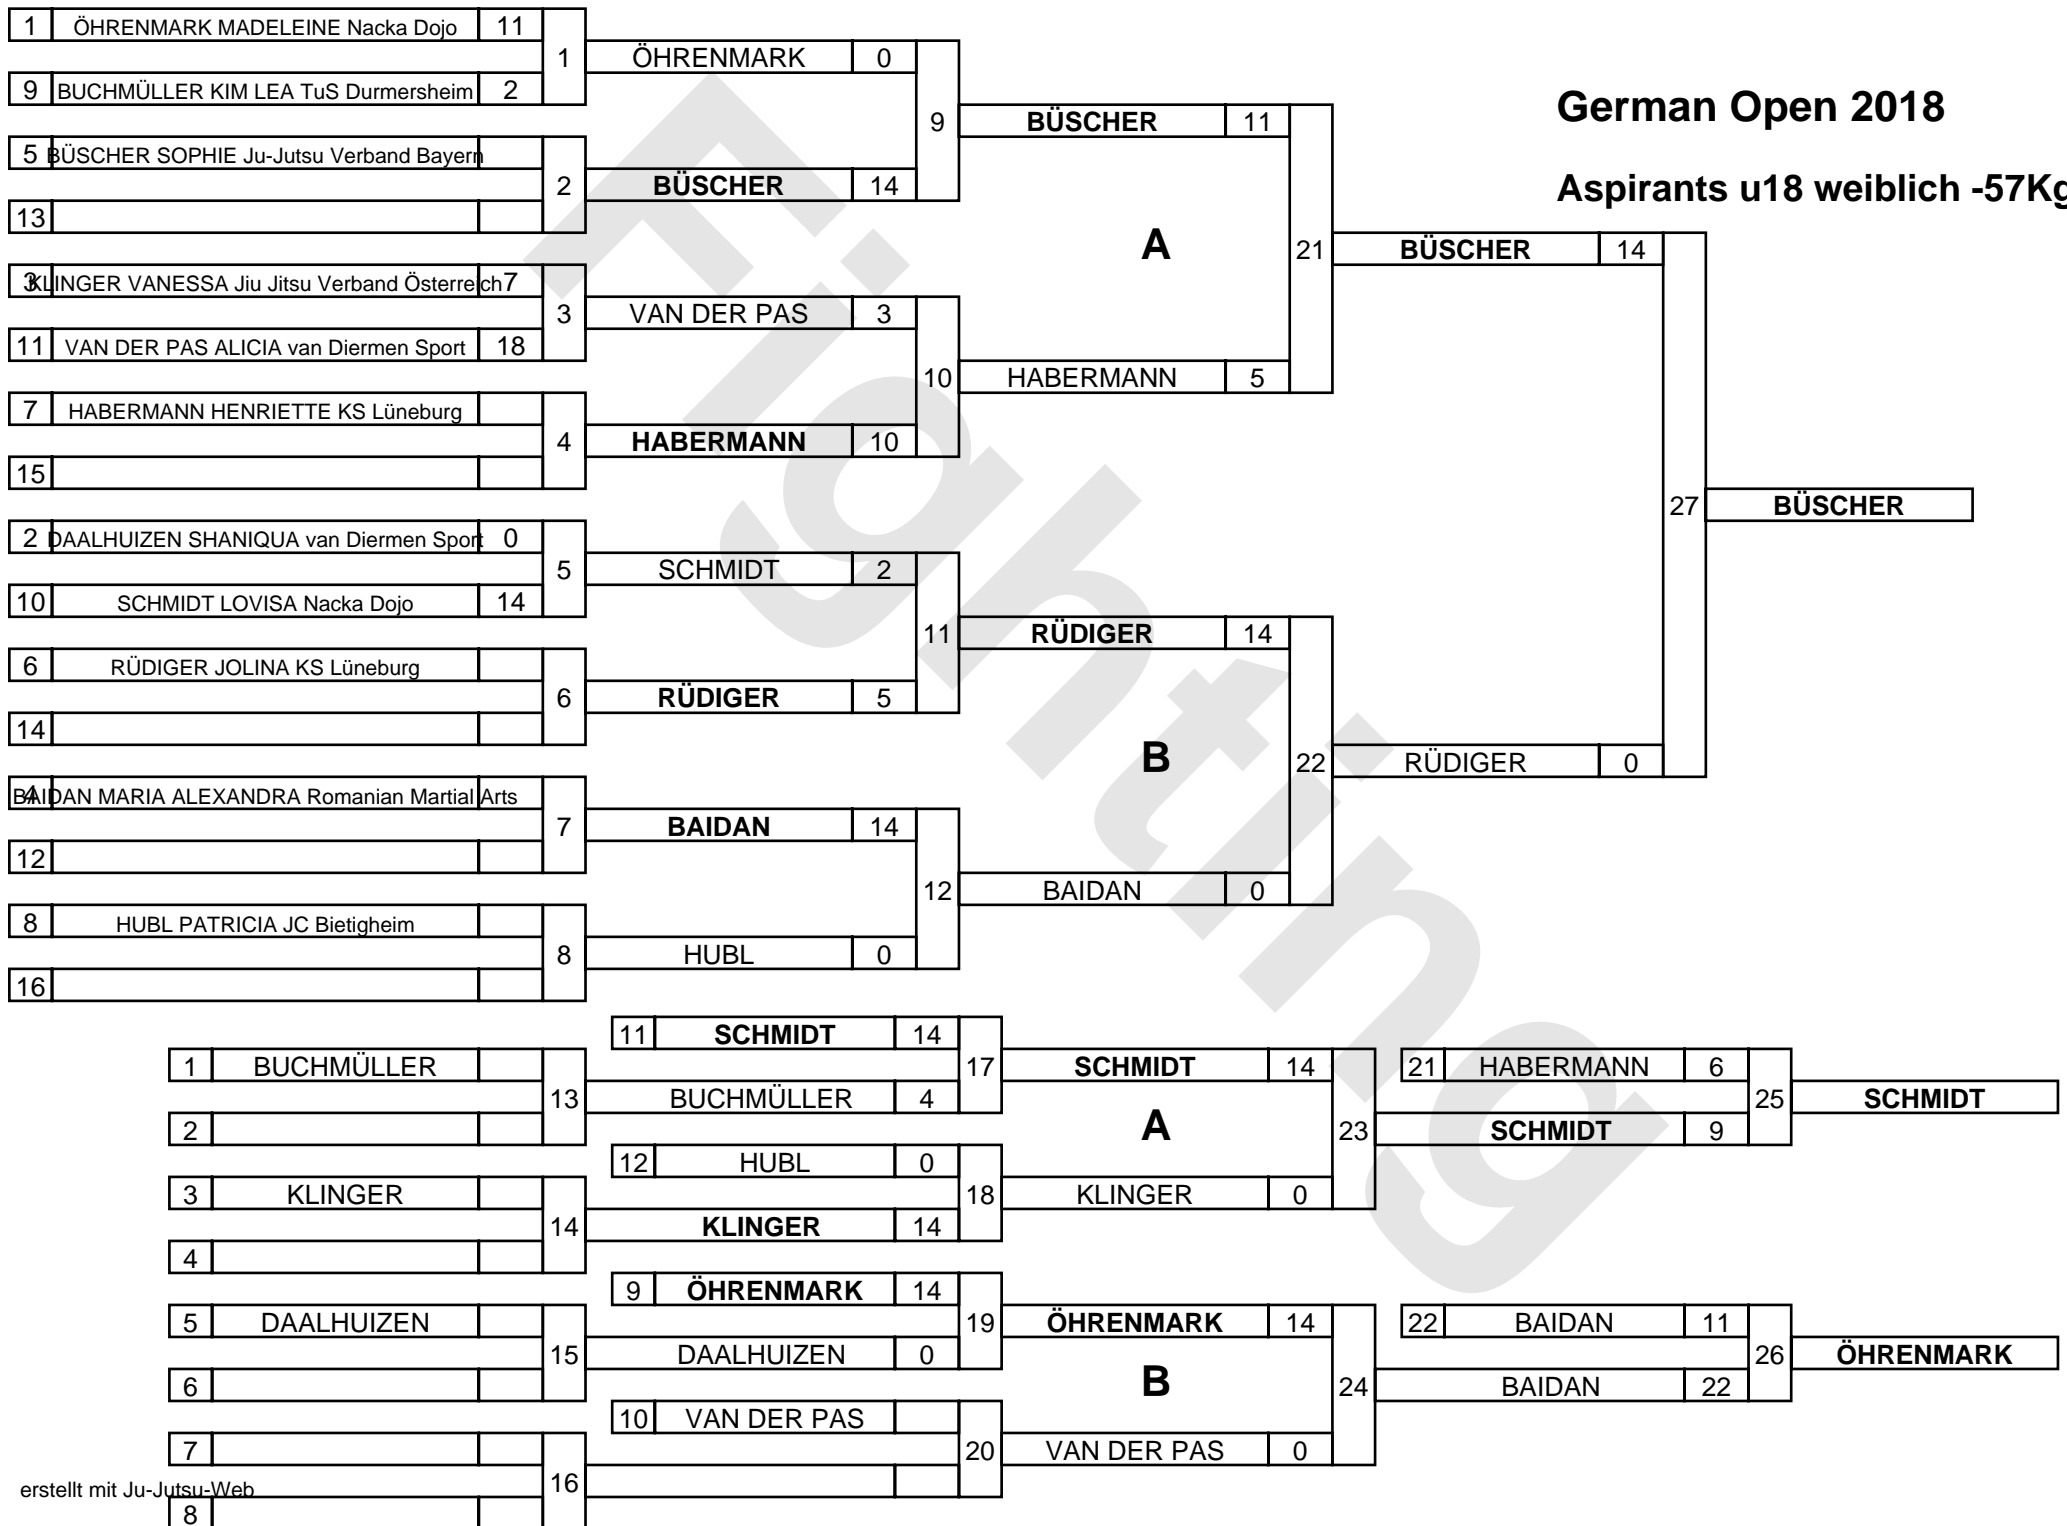 German Open 2018
Aspirants u18 weiblich -57Kg
1 ÖHRENMARK MADELEINE Nacka Dojo 11
9 BUCHMÜLLER KIM LEA TuS Durmersheim 2
5 BÜSCHER SOPHIE Ju-Jutsu Verband Bayern
13
3 KLINGER VANESSA Jiu Jitsu Verband Österreich 7
11 VAN DER PAS ALICIA van Diermen Sport 18
7 HABERMANN HENRIETTE KS Lüneburg
15
2 DAALHUIZEN SHANIQUA van Diermen Sport 0
10 SCHMIDT LOVISA Nacka Dojo 14
6 RÜDIGER JOLINA KS Lüneburg
14
4 BAIDAN MARIA ALEXANDRA Romanian Martial Arts
12
8 HUBL PATRICIA JC Bietigheim
16
1 ÖHRENMARK 0
2 BÜSCHER 14
3 VAN DER PAS 3
4 HABERMANN 10
5 SCHMIDT 2
6 RÜDIGER 5
7 BAIDAN 14
8 HUBL 0
9 BÜSCHER 11
A
10 HABERMANN 5
11 RÜDIGER 14
B
12 BAIDAN 0
21 BÜSCHER 14
22 RÜDIGER 0
27 BÜSCHER
1 BUCHMÜLLER
2
3 KLINGER
4
5 DAALHUIZEN
6
7
8
11 SCHMIDT 14
13 BUCHMÜLLER 4
12 HUBL 0
14 KLINGER 14
9 ÖHRENMARK 14
15 DAALHUIZEN 0
10 VAN DER PAS
16
17 SCHMIDT 14
A
18 KLINGER 0
19 ÖHRENMARK 14
B
20 VAN DER PAS 0
21 HABERMANN 6
23 SCHMIDT 9
25 SCHMIDT
22 BAIDAN 11
24 BAIDAN 22
26 ÖHRENMARK
erstellt mit Ju-Jutsu-Web
Fighting